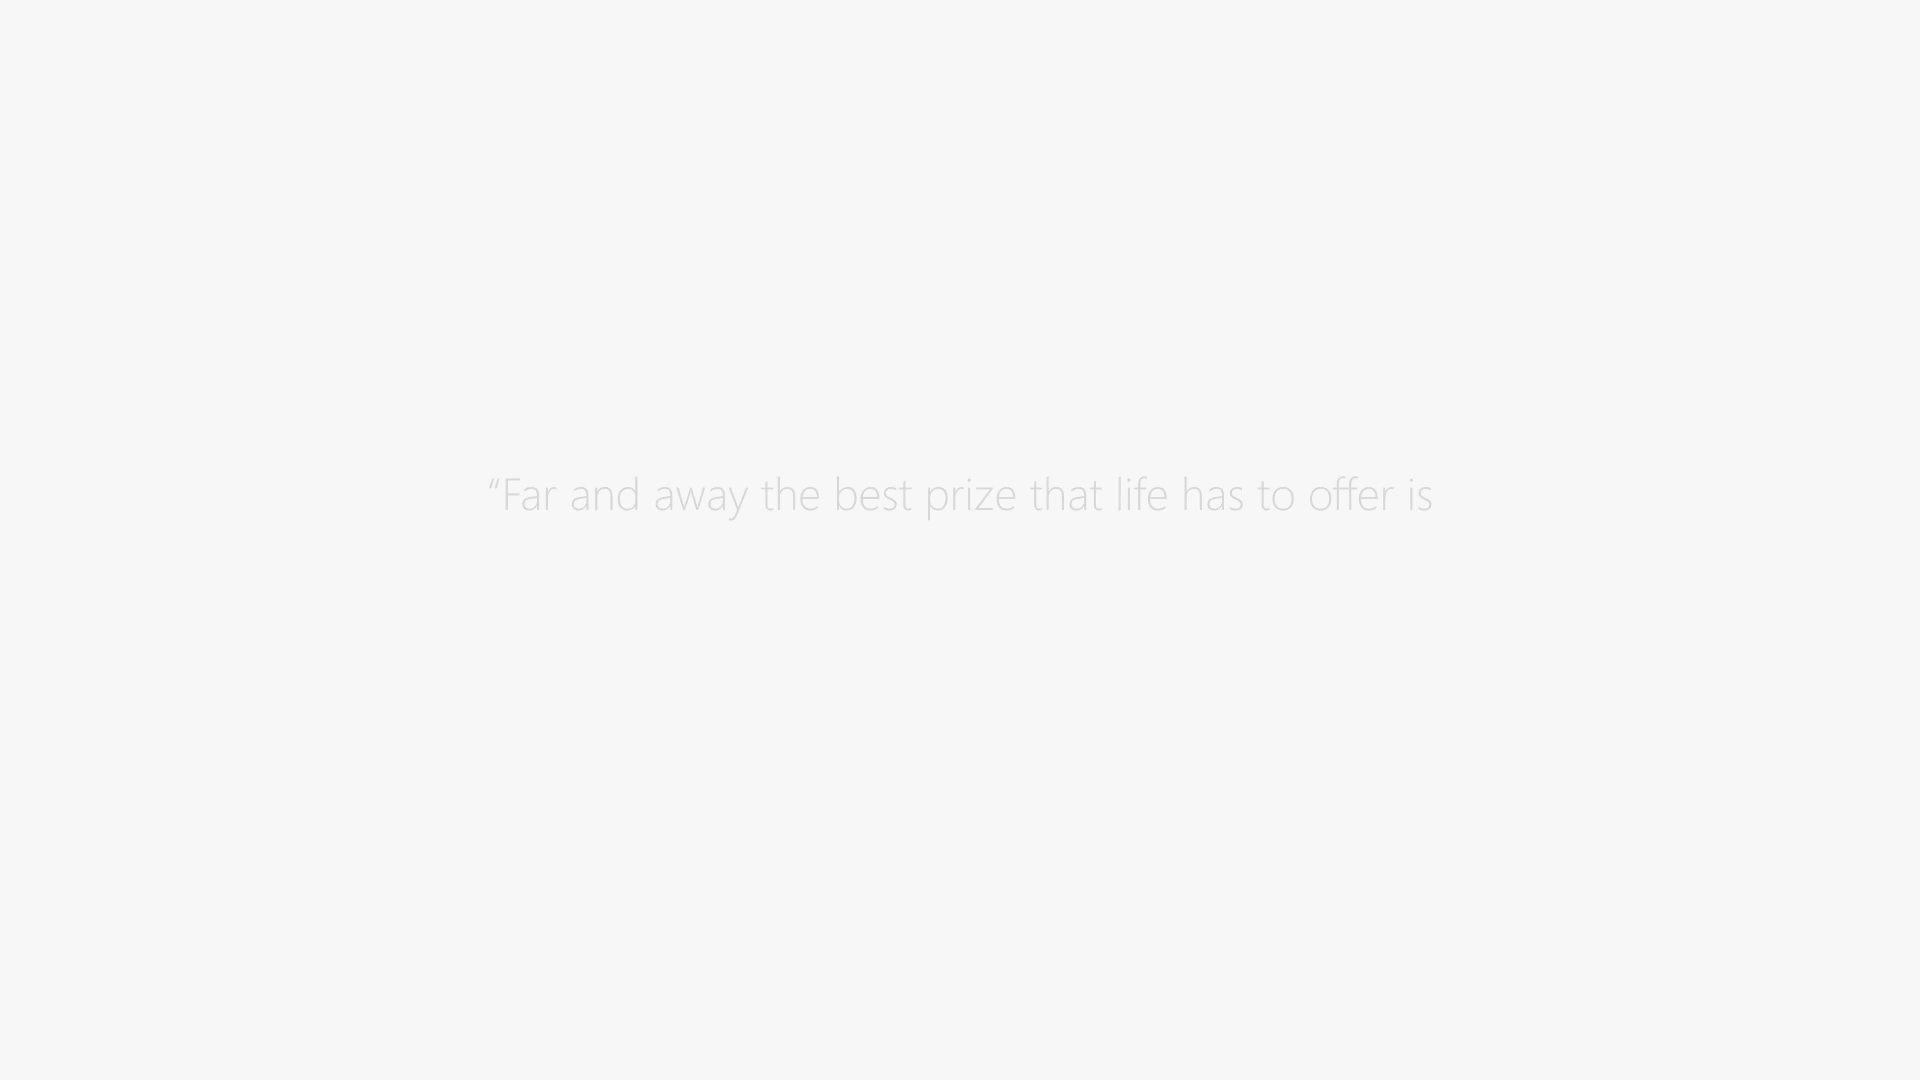 “Far and away the best prize that life has to offer is